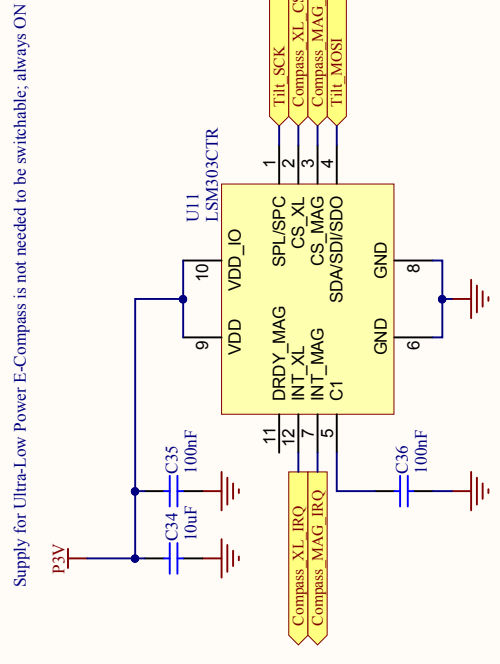 Supply for Ultra-Low Power E-Compass is not needed to be switchable; always ON
P3V
C34
10uF
C35
100nF
U11
LSM303CTR
9
VDD
10
VDD_IO
11
DRDY_MAG
12
INT_XL
7
INT_MAG
5
C1
SPL/SPC
1
CS_XL
2
CS_MAG
3
SDA/SDI/SDO
4
Tilt_SCK
Compass_XL_CS
Compass_MAG_
Tilt_MOSI
Compass_XL_IRQ
Compass_MAG_IRQ
GND
6
GND
8
C36
100nF